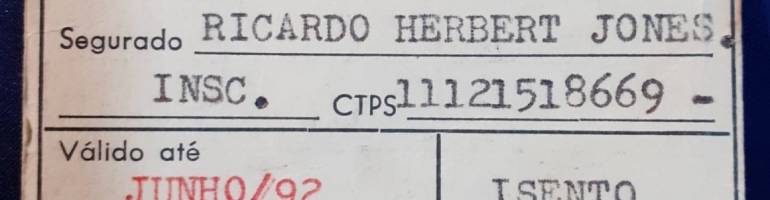 Segurado RICARDO HERBERT JONES.
INSC. CTPS 11121518669 -
Válido até
JUNHO/92 ISENTO